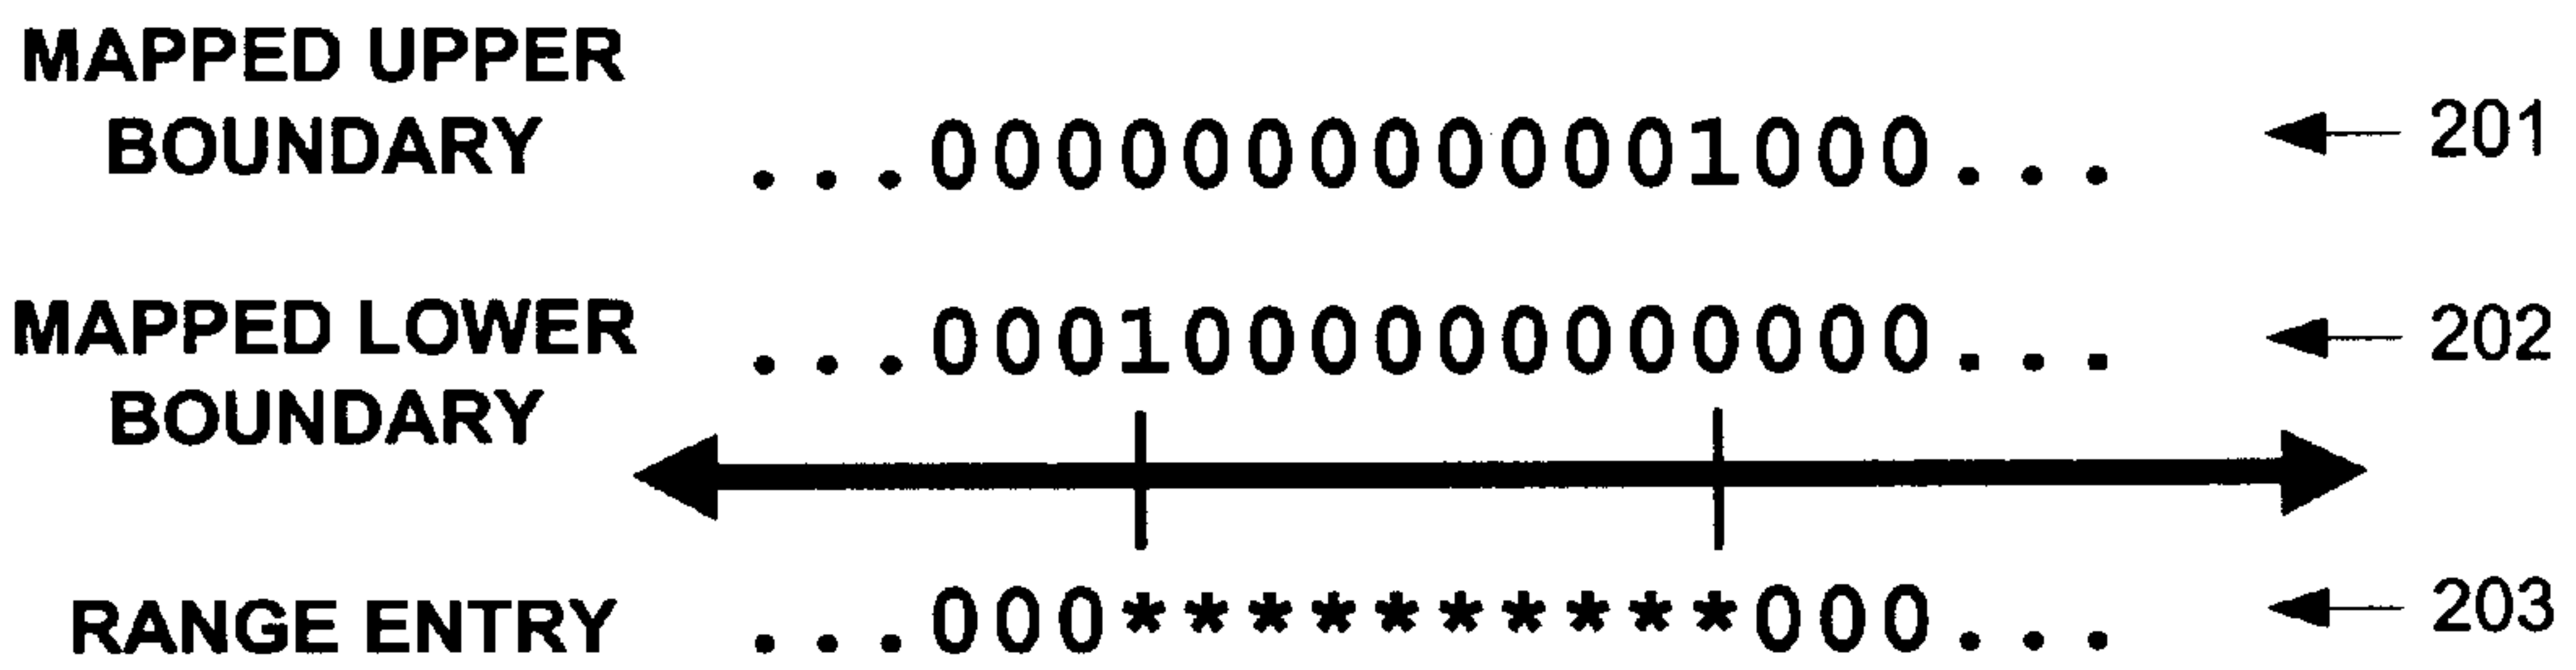 MAPPED UPPER
BOUNDARY ...0000000000001000... 201
MAPPED LOWER ...0001000000000000... 202
BOUNDARY
RANGE ENTRY ...000**********000... 203